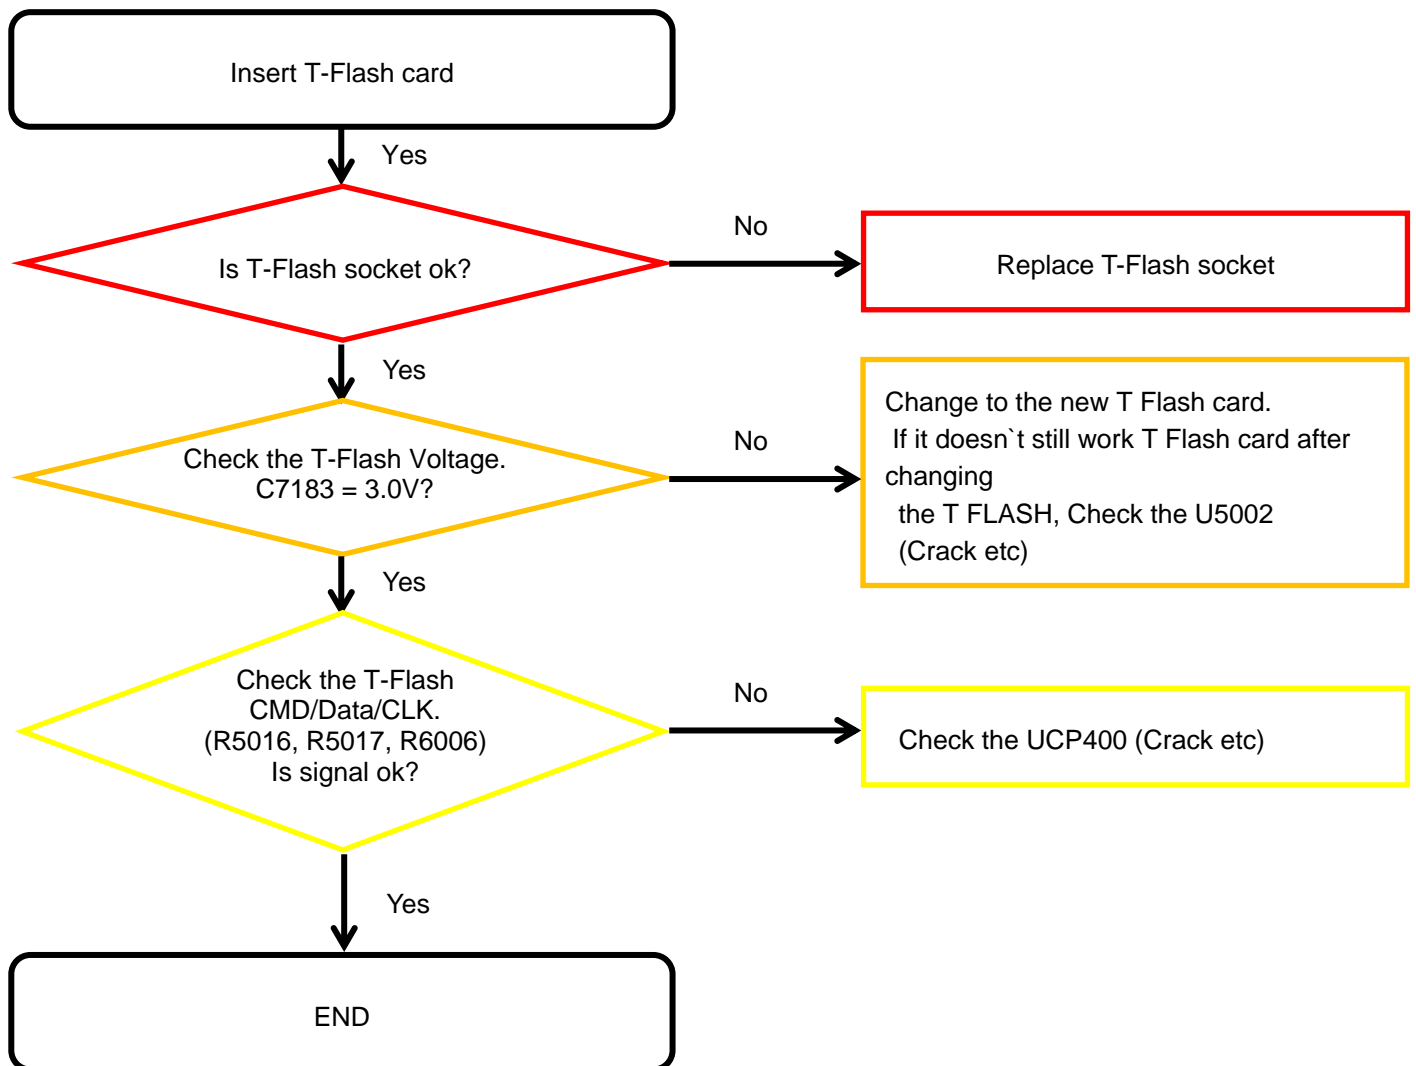 Insert T-Flash card
Yes
Is T-Flash socket ok?
No
Replace T-Flash socket
Yes
Check the T-Flash Voltage.
C7183 = 3.0V?
No
Change to the new T Flash card.
If it doesn`t still work T Flash card after
changing
the T FLASH, Check the U5002
(Crack etc)
Yes
Check the T-Flash
CMD/Data/CLK.
(R5016, R5017, R6006)
Is signal ok?
No
Check the UCP400 (Crack etc)
Yes
END